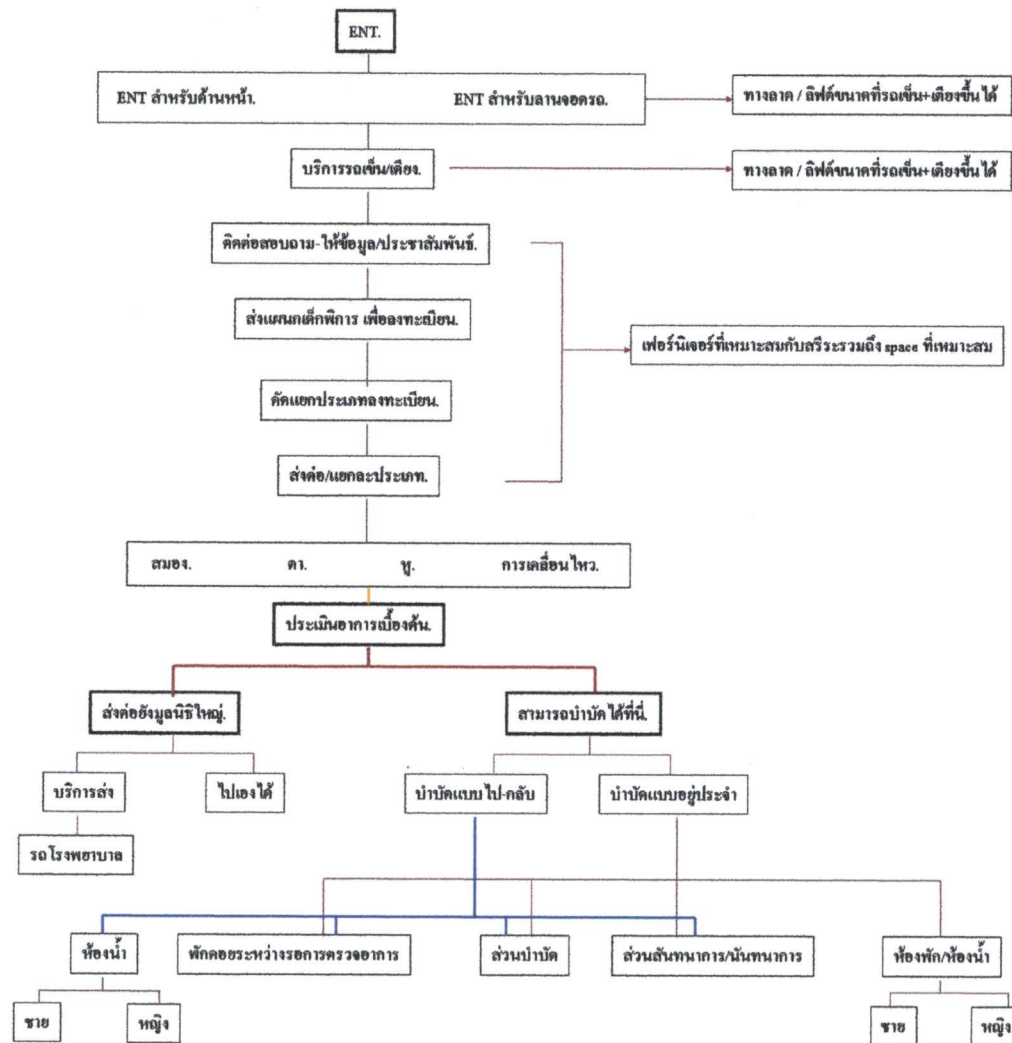 ENT.
ENT สำหรับด้านหน้า. ENT สำหรับลานจอดรถ.
ทางลาด / ลิฟต์ขนาดที่รถเข็น+เตียงขึ้นได้
บริการรถเข็น/เตียง.
ทางลาด / ลิฟต์ขนาดที่รถเข็น+เตียงขึ้นได้
ติดต่อสอบถาม-ให้ข้อมูล/ประชาสัมพันธ์.
ส่งแผนกเด็กพิการ เพื่อลงทะเบียน.
เฟอร์นิเจอร์ที่เหมาะสมกับสรีระรวมถึง space ที่เหมาะสม
คัดแยกประเภทลงทะเบียน.
ส่งต่อ/แยกละประเภท.
สมอง. ตา. หู. การเคลื่อนไหว.
ประเมินอาการเบื้องต้น.
ส่งต่อยังมูลนิธิใหญ่. สามารถบำบัดได้ที่นี่.
บริการส่ง ไปเองได้ บำบัดแบบไป-กลับ บำบัดแบบอยู่ประจำ
รถโรงพยาบาล
ห้องน้ำ พักคอยระหว่างรอการตรวจอาการ ส่วนบำบัด ส่วนสันทนาการ/นันทนาการ ห้องพัก/ห้องน้ำ
ชาย หญิง ชาย หญิง